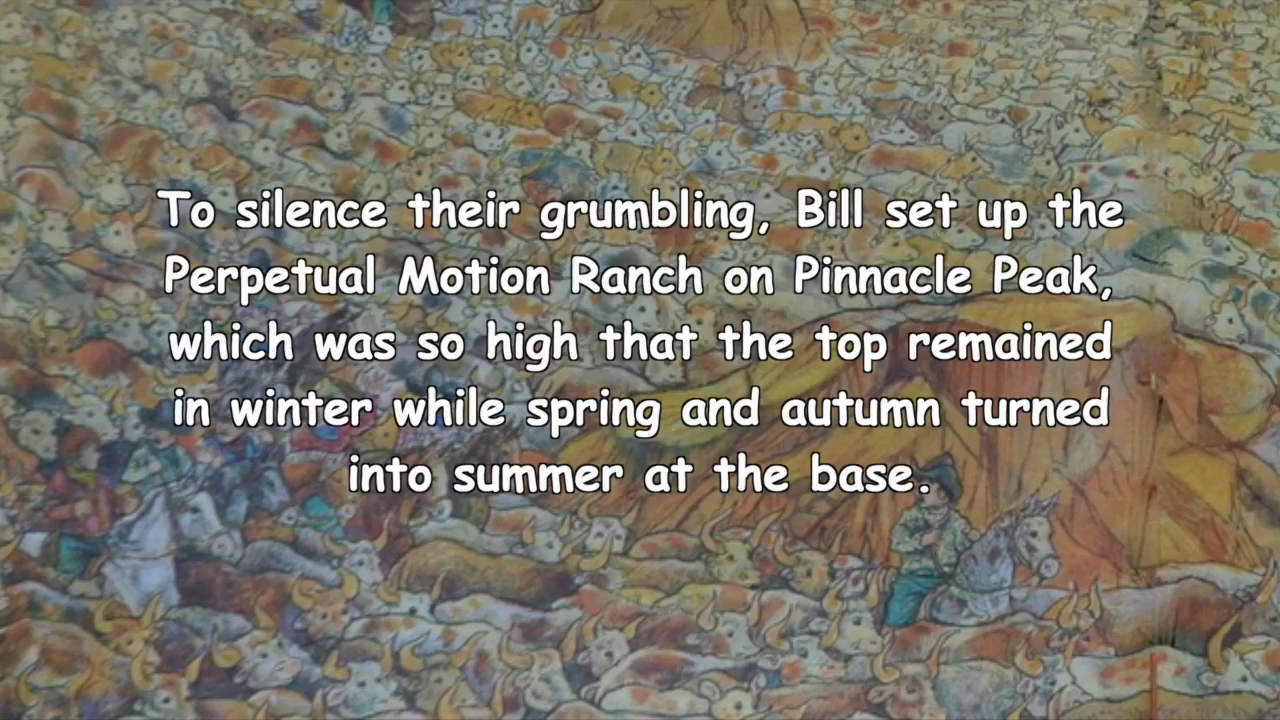 To silence their grumbling, Bill set up the
Perpetual Motion Ranch on Pinnacle Peak,
which was so high that the top remained
in winter while spring and autumn turned
into summer at the base.